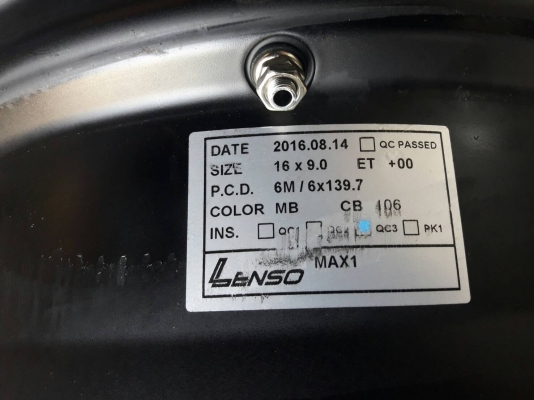 DATE 2016.08.14 QC PASSED
SIZE 16 x 9.0 ET +00
P.C.D. 6M / 6x139.7
COLOR MB CB 106
INS. QC1 QC3 PK1
LENSO MAX1